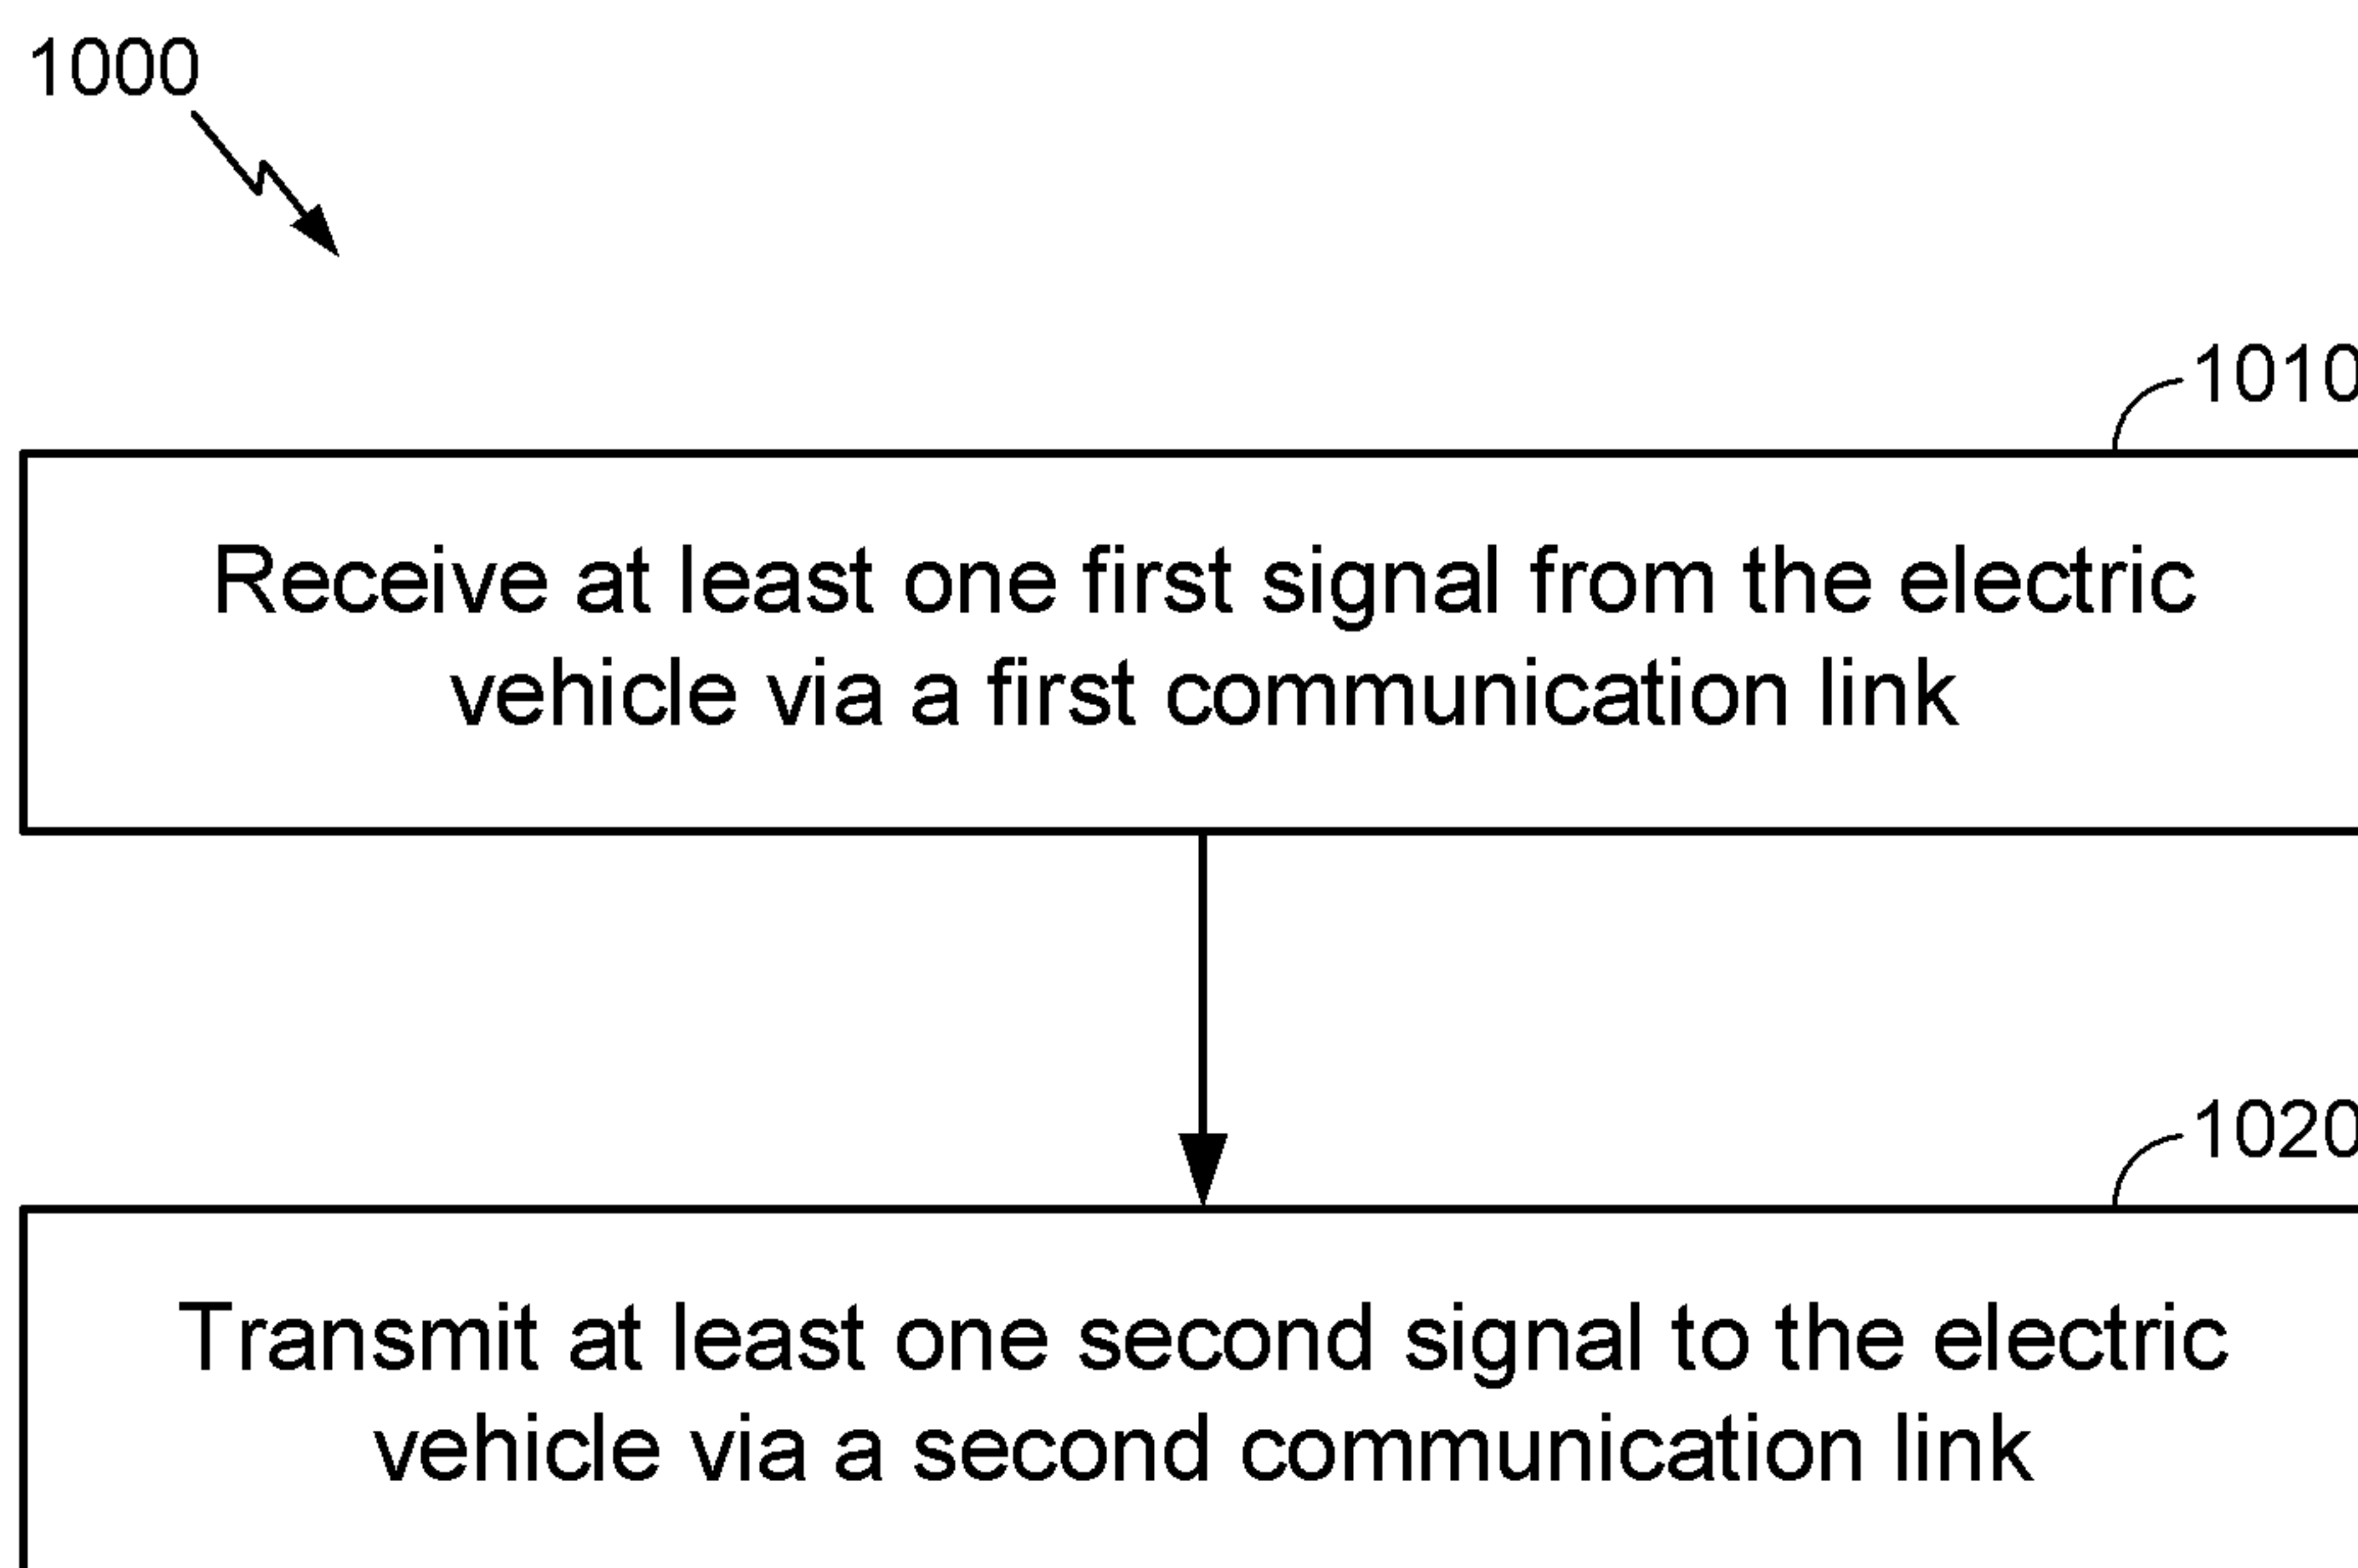 1000
1010
Receive at least one first signal from the electric
vehicle via a first communication link
1020
Transmit at least one second signal to the electric
vehicle via a second communication link